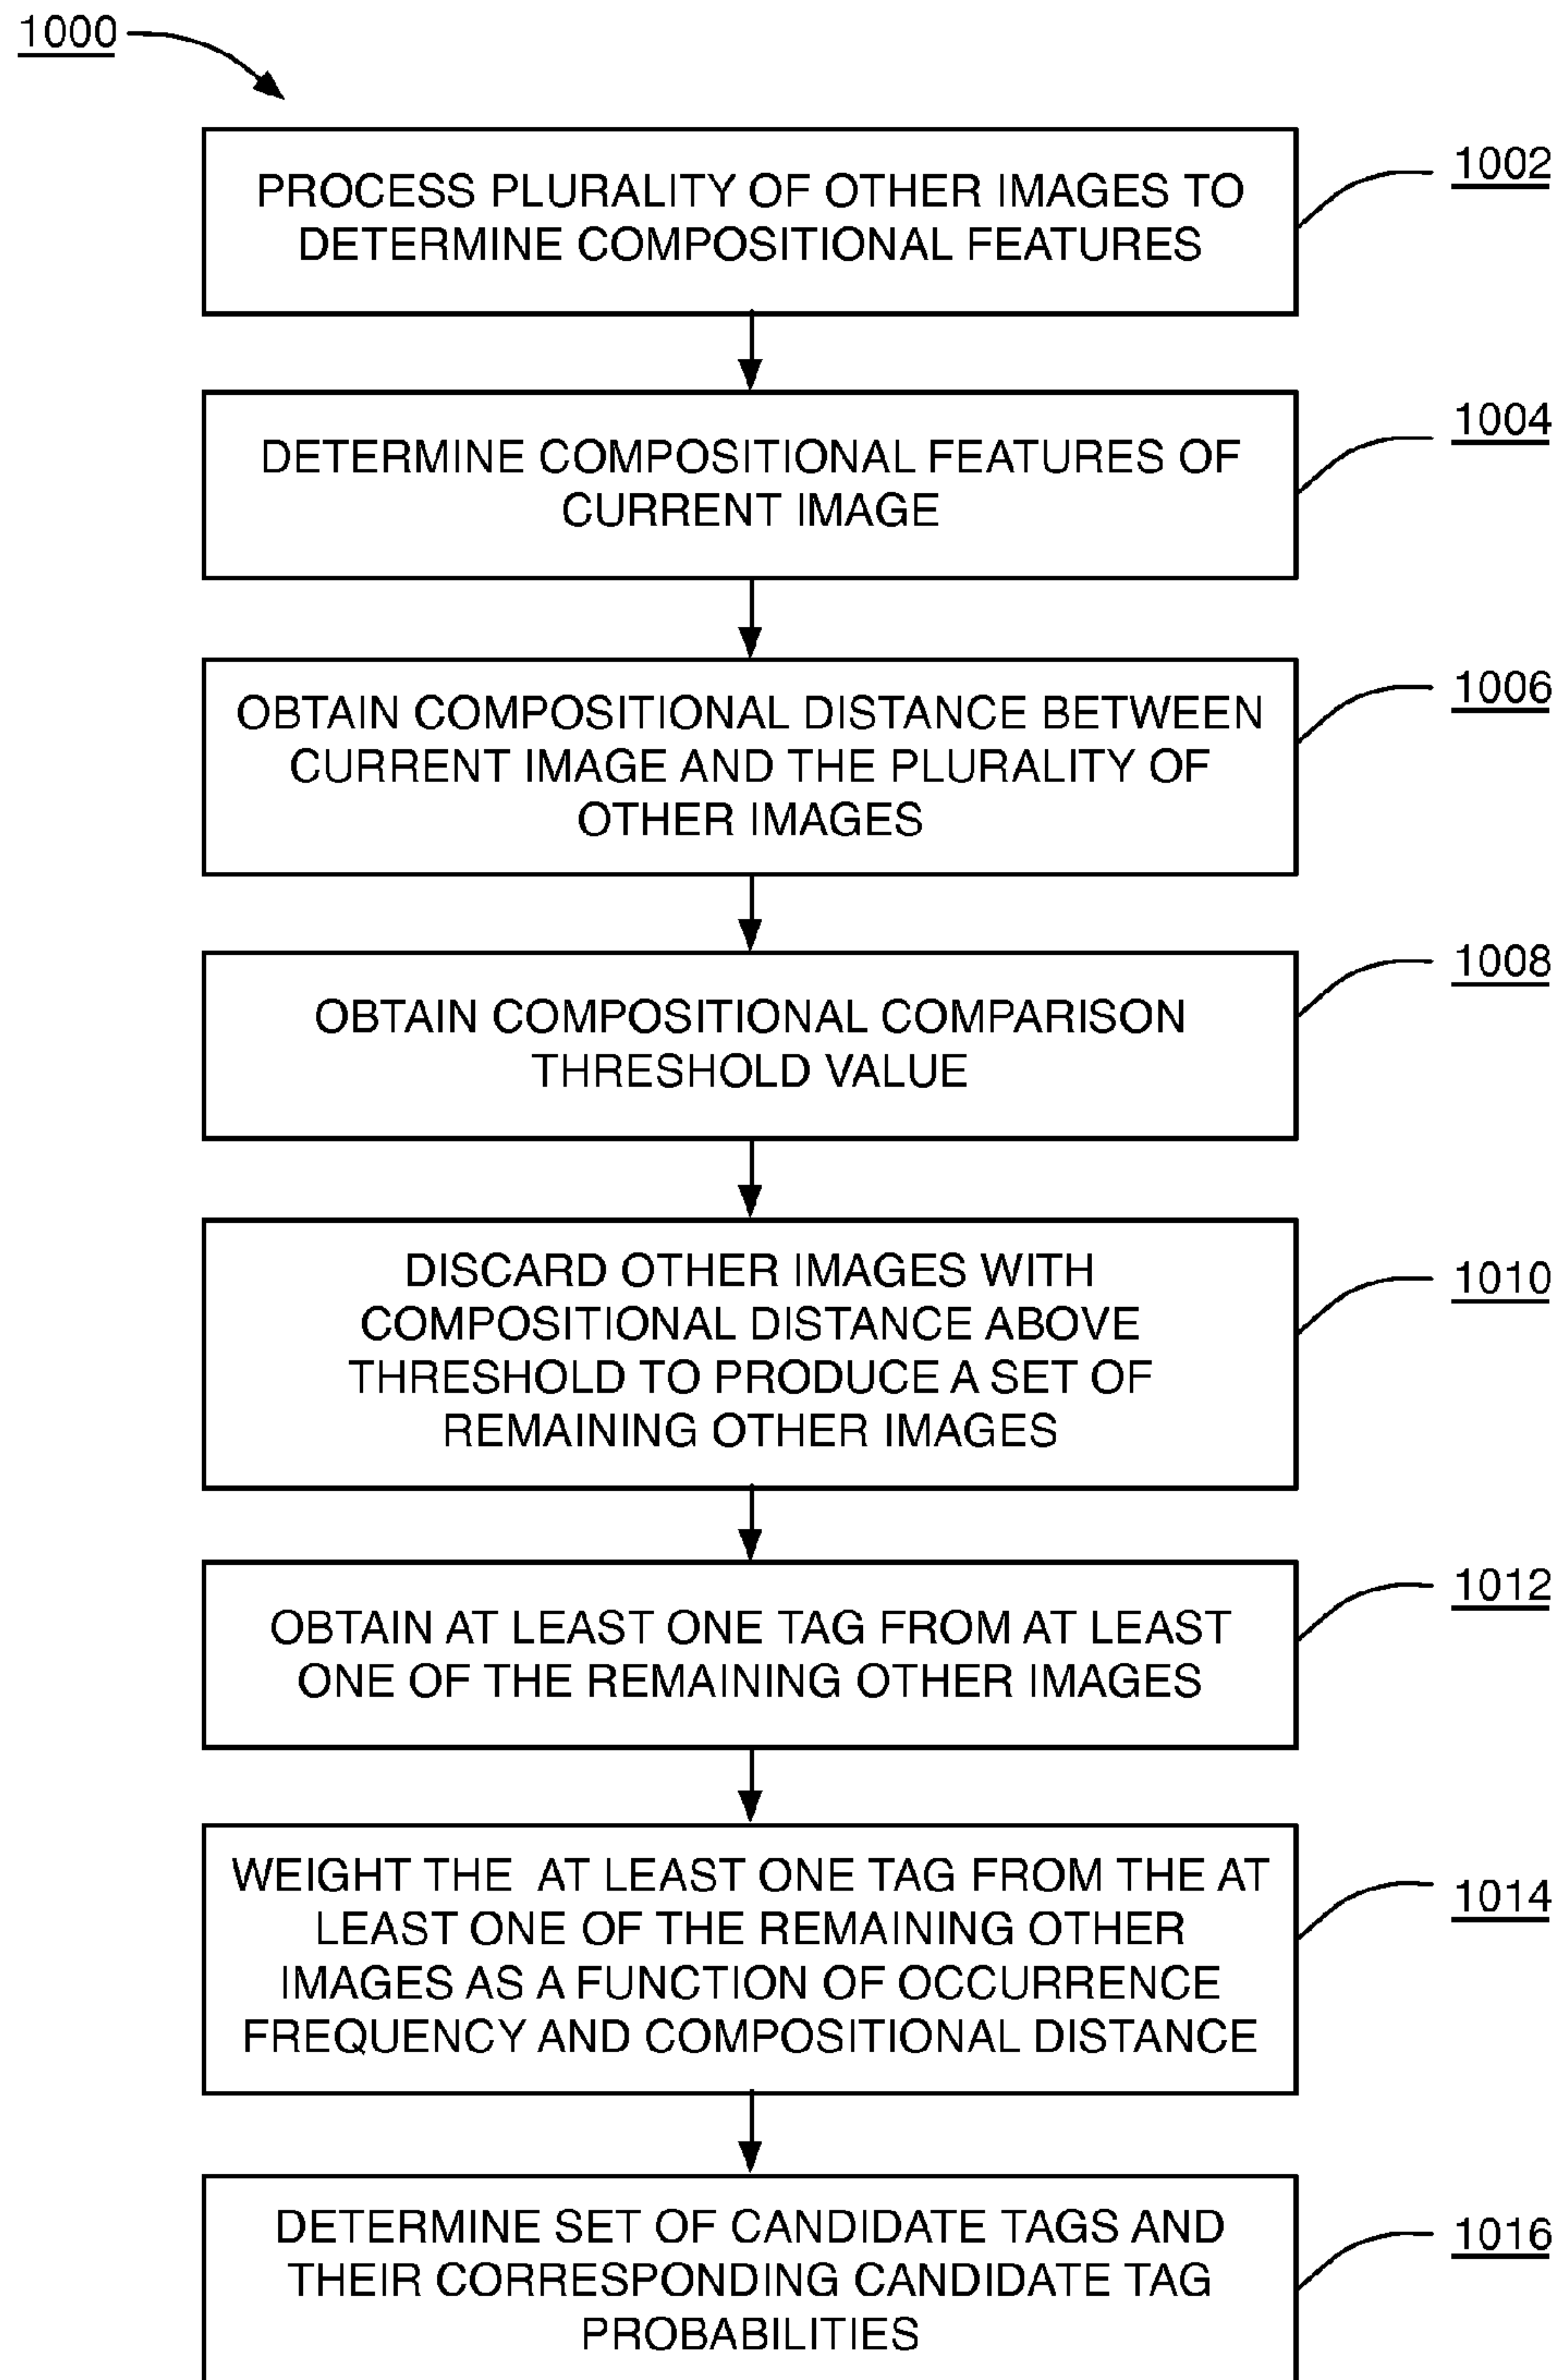 1000
PROCESS PLURALITY OF OTHER IMAGES TO
DETERMINE COMPOSITIONAL FEATURES
1002
DETERMINE COMPOSITIONAL FEATURES OF
CURRENT IMAGE
1004
OBTAIN COMPOSITIONAL DISTANCE BETWEEN
CURRENT IMAGE AND THE PLURALITY OF
OTHER IMAGES
1006
OBTAIN COMPOSITIONAL COMPARISON
THRESHOLD VALUE
1008
DISCARD OTHER IMAGES WITH
COMPOSITIONAL DISTANCE ABOVE
THRESHOLD TO PRODUCE A SET OF
REMAINING OTHER IMAGES
1010
OBTAIN AT LEAST ONE TAG FROM AT LEAST
ONE OF THE REMAINING OTHER IMAGES
1012
WEIGHT THE AT LEAST ONE TAG FROM THE AT
LEAST ONE OF THE REMAINING OTHER
IMAGES AS A FUNCTION OF OCCURRENCE
FREQUENCY AND COMPOSITIONAL DISTANCE
1014
DETERMINE SET OF CANDIDATE TAGS AND
THEIR CORRESPONDING CANDIDATE TAG
PROBABILITIES
1016